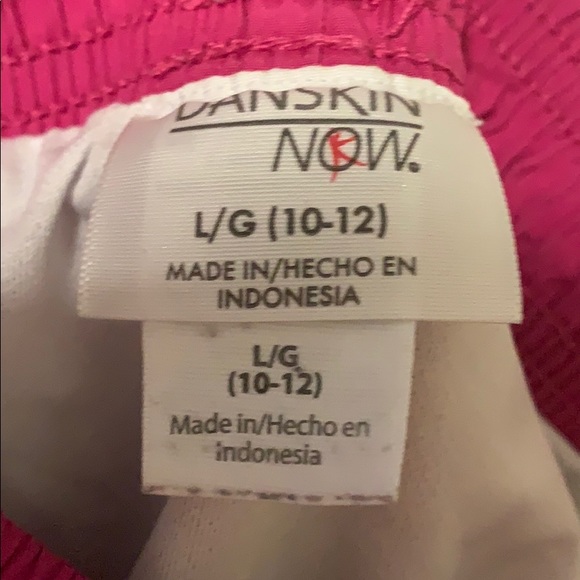 DANSKIN
NOW.
K
L/G (10-12)
MADE IN/HECHO EN
INDONESIA
L/G
(10-12)
Made in/Hecho en
indonesia